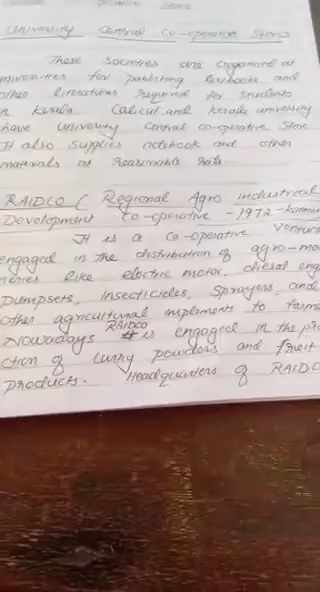 operative Stores
University Central Co-operative Stores
These societies are organised at
universities for publishing textbooks and
other literatures required for students
in Kerala. Calicut and Kerala university
have University Central co-operative Store
It also supplies notebook and other
materials at reasonable rate.
RAIDCO ( Regional Agro industrial
Development Co-operative - 1972 -
It is a co-operative venture
engaged in the distribution of agro-ma
neries like electric motor, diesal eng
Pumpsets, Insecticides, Sprayers, and
other agricultural impliments to farme
Nowadays RAIDCO is engaged in the pro
ction of curry powders and fruit
products. Headquarters of RAIDC